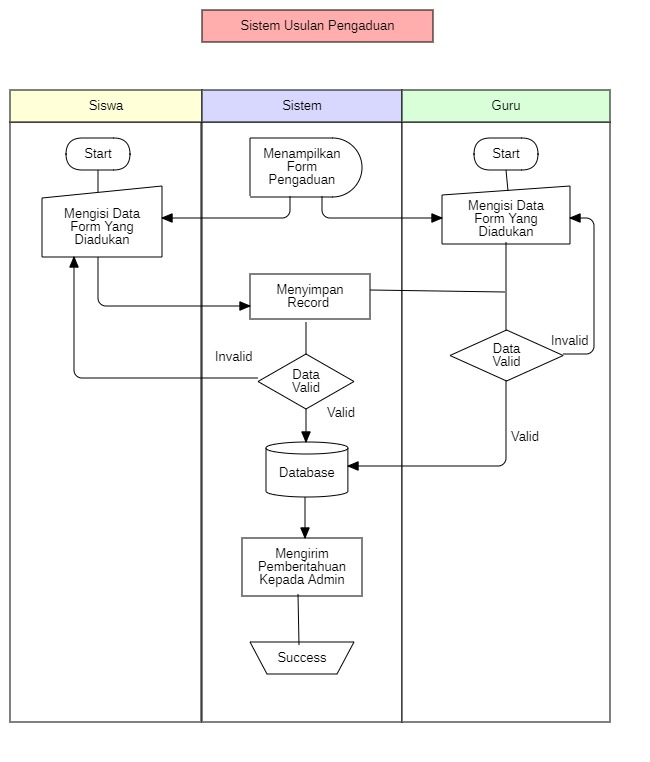 Sistem Usulan Pengaduan
Siswa
Sistem
Guru
Start
Menampilkan
Form
Pengaduan
Start
Mengisi Data
Form Yang
Diadukan
Mengisi Data
Form Yang
Diadukan
Menyimpan
Record
Invalid
Data
Valid
Invalid
Data
Valid
Valid
Valid
Database
Mengirim
Pemberitahuan
Kepada Admin
Success